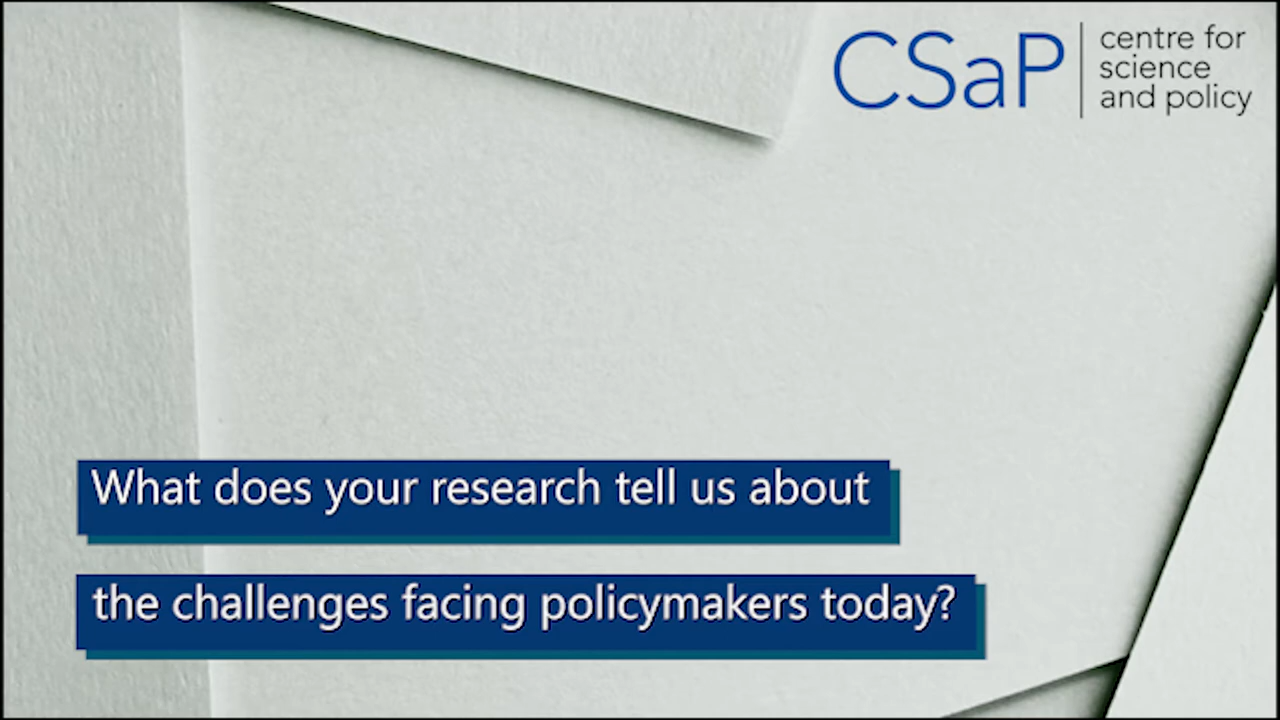 CSaP
centre for
science
and policy
What does your research tell us about
the challenges facing policymakers today?